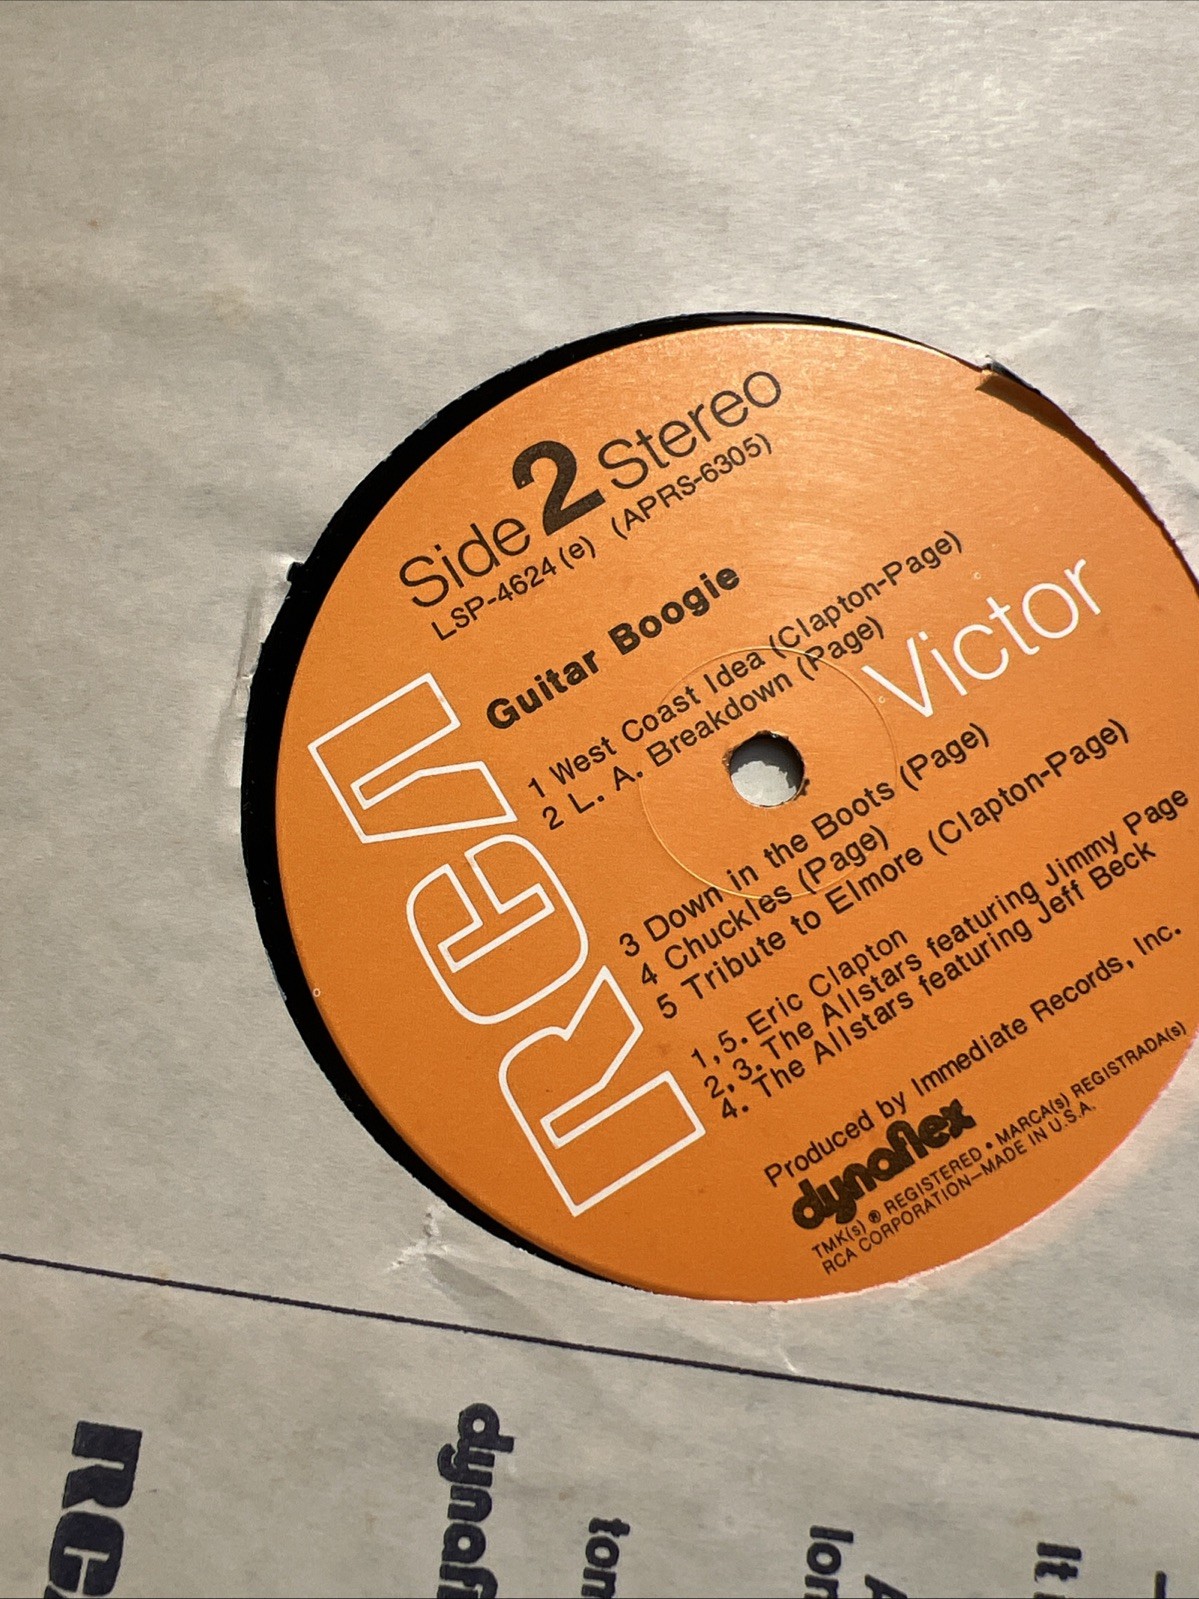 Side 2 Stereo
LSP-4624(e) (APRS-6305)
Guitar Boogie
1 West Coast Idea (Clapton-Page)
2 L. A. Breakdown (Page)
RCA
Victor
3 Down in the Boots (Page)
4 Chuckles (Page)
5 Tribute to Elmore (Clapton-Page)
1, 5. Eric Clapton
2, 3. The Allstars featuring Jimmy Page
4. The Allstars featuring Jeff Beck
Produced by Immediate Records, Inc.
dynaflex
TMK(s) ® REGISTERED • MARCA(s) REGISTRADA(s)
RCA CORPORATION—MADE IN U.S.A.
It